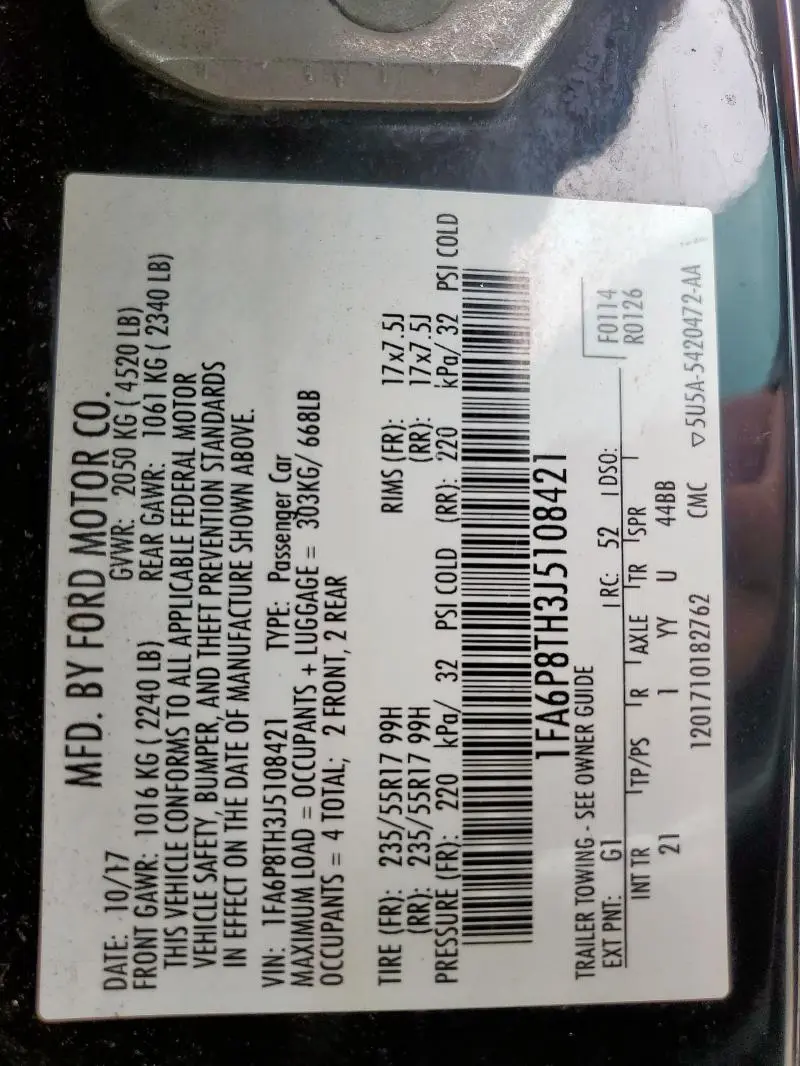 MFD. BY FORD MOTOR CO.
DATE: 10/17 GVWR: 2050 KG ( 4520 LB)
FRONT GAWR: 1016 KG ( 2240 LB) REAR GAWR: 1061 KG ( 2340 LB)
THIS VEHICLE CONFORMS TO ALL APPLICABLE FEDERAL MOTOR
VEHICLE SAFETY, BUMPER, AND THEFT PREVENTION STANDARDS
IN EFFECT ON THE DATE OF MANUFACTURE SHOWN ABOVE.
VIN: 1FA6P8TH3J5108421 TYPE: Passenger Car
MAXIMUM LOAD = OCCUPANTS + LUGGAGE = 303KG/ 668LB
OCCUPANTS = 4 TOTAL; 2 FRONT, 2 REAR
TIRE (FR): 235/55R17 99H RIMS (FR): 17x7.5J
(RR): 235/55R17 99H (RR): 17x7.5J
PRESSURE (FR): 220 kPa/ 32 PSI COLD (RR): 220 kPa/ 32 PSI COLD
1FA6P8TH3J5108421
TRAILER TOWING - SEE OWNER GUIDE F0114
EXT PNT: G1 RC: 52 DSO: R0126
INT TR TP/PS R AXLE TR SPR
21 1 YY U 44BB
1201710182762 CMC ▽5U5A-5420472-AA